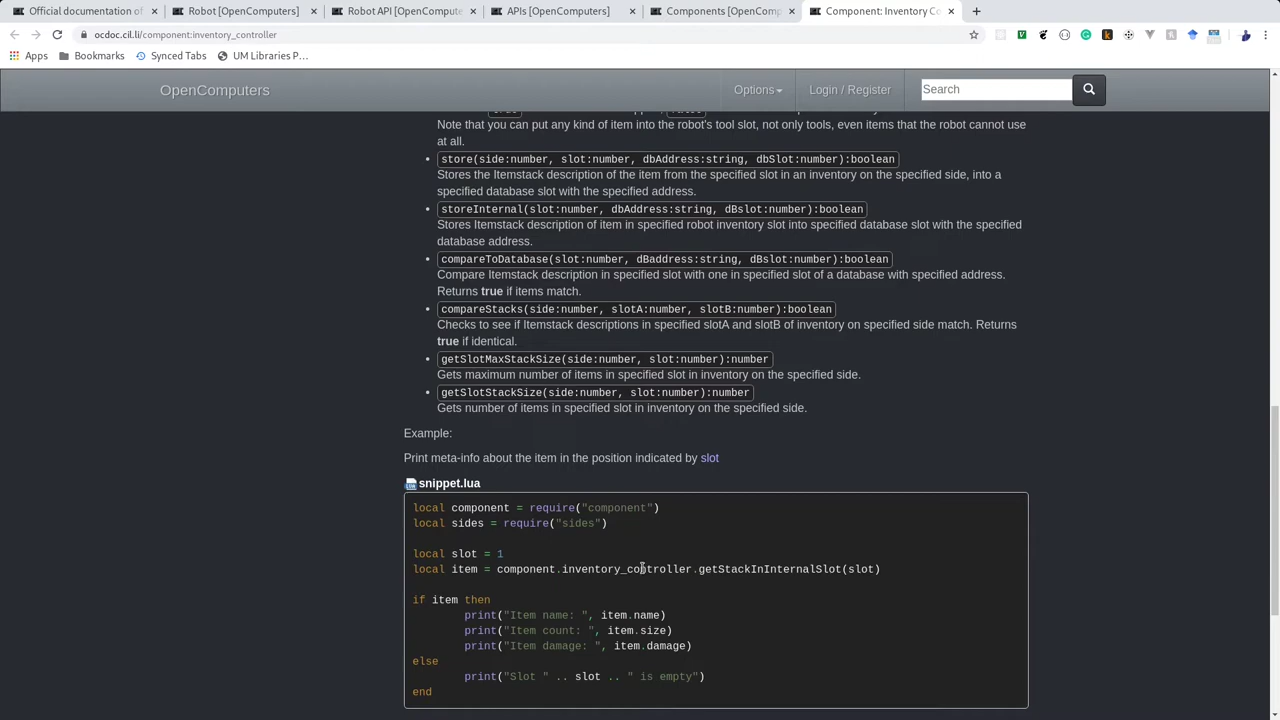 Official documentation of
Robot [OpenComputers]
Robot API [OpenCompute
APIs [OpenComputers]
Components [OpenComp
Component: Inventory Co
ocdoc.cil.li/component:inventory_controller
Apps
Bookmarks
Synced Tabs
UM Libraries P…
OpenComputers
Options
Login / Register
Search
Note that you can put any kind of item into the robot's tool slot, not only tools, even items that the robot cannot use
at all.
store(side:number, slot:number, dbAddress:string, dbSlot:number):boolean
Stores the Itemstack description of the item from the specified slot in an inventory on the specified side, into a
specified database slot with the specified address.
storeInternal(slot:number, dbAddress:string, dBslot:number):boolean
Stores Itemstack description of item in specified robot inventory slot into specified database slot with the specified
database address.
compareToDatabase(slot:number, dBaddress:string, dBslot:number):boolean
Compare Itemstack description in specified slot with one in specified slot of a database with specified address.
Returns true if items match.
compareStacks(side:number, slotA:number, slotB:number):boolean
Checks to see if Itemstack descriptions in specified slotA and slotB of inventory on specified side match. Returns
true if identical.
getSlotMaxStackSize(side:number, slot:number):number
Gets maximum number of items in specified slot in inventory on the specified side.
getSlotStackSize(side:number, slot:number):number
Gets number of items in specified slot in inventory on the specified side.
Example:
Print meta-info about the item in the position indicated by slot
snippet.lua
local component = require("component")
local sides = require("sides")
local slot = 1
local item = component.inventory_controller.getStackInInternalSlot(slot)
if item then
print("Item name: ", item.name)
print("Item count: ", item.size)
print("Item damage: ", item.damage)
else
print("Slot " .. slot .. " is empty")
end